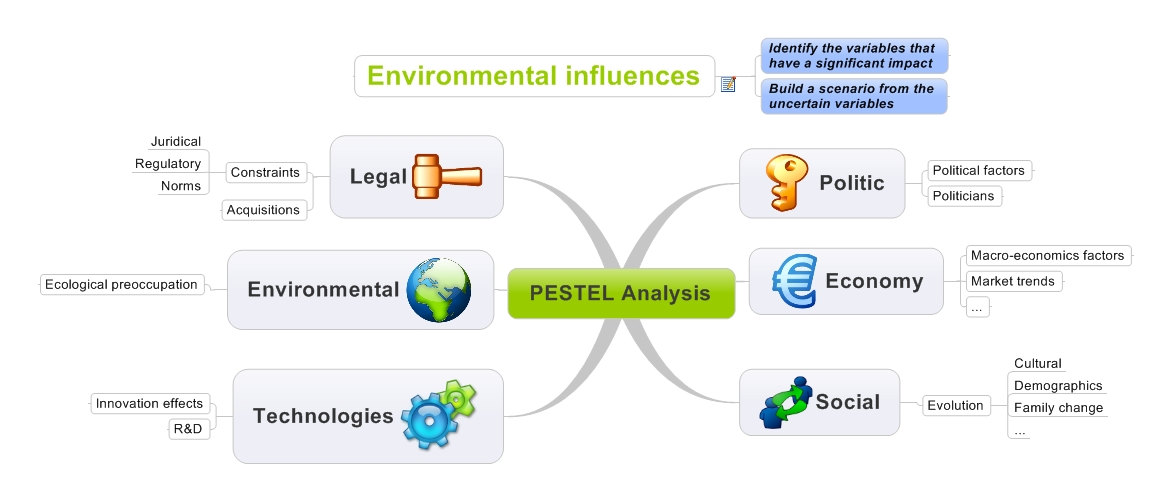 Environmental influences
Identify the variables that
have a significant impact
Build a scenario from the
uncertain variables
Legal
Constraints
Juridical
Regulatory
Norms
Acquisitions
Environmental
Ecological preoccupation
Technologies
Innovation effects
R&D
PESTEL Analysis
Politic
Political factors
Politicians
Economy
Macro-economics factors
Market trends
...
Social
Evolution
Cultural
Demographics
Family change
...